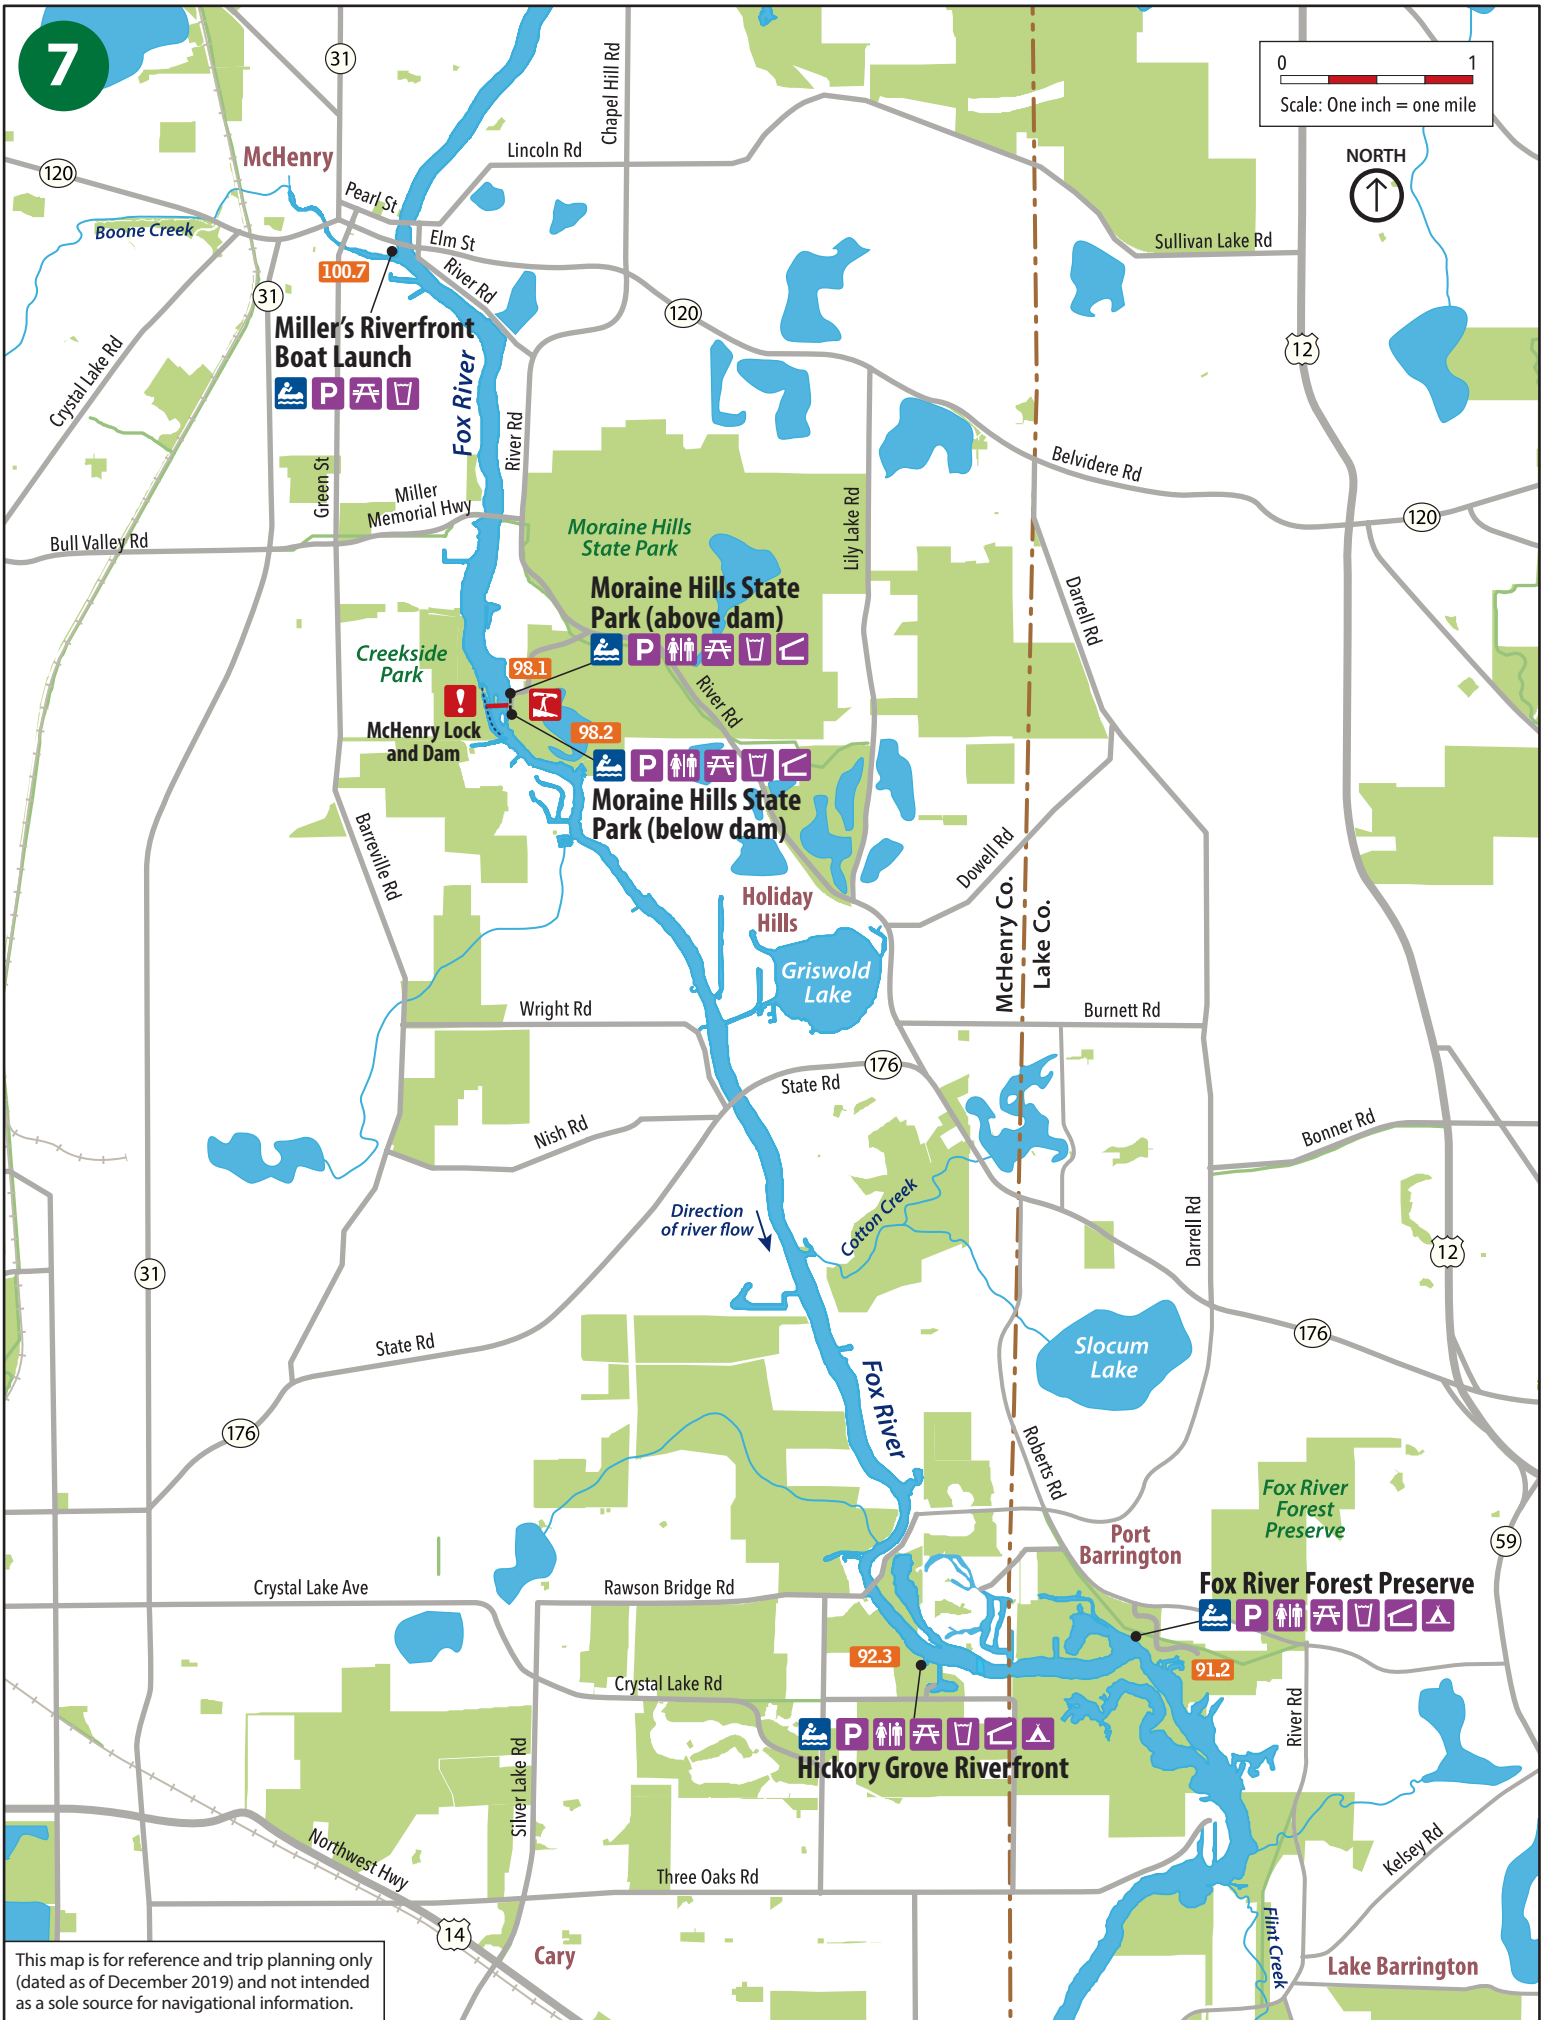 7
31
Chapel Hill Rd
0 1
Scale: One inch = one mile
NORTH
McHenry
Lincoln Rd
120
Pearl St
Boone Creek
Elm St
Sullivan Lake Rd
100.7
River Rd
31
120
Miller's Riverfront
Boat Launch
P
12
Crystal Lake Rd
Fox River
River Rd
Green St
Miller
Memorial Hwy
Belvidere Rd
Lily Lake Rd
120
Bull Valley Rd
Moraine Hills
State Park
Moraine Hills State
Park (above dam)
P
Darrell Rd
Creekside
Park
98.1
!
River Rd
98.2
McHenry Lock
and Dam
P
Moraine Hills State
Park (below dam)
Barreville Rd
Dowell Rd
Holiday
Hills
McHenry Co.
Lake Co.
Griswold
Lake
Wright Rd
Burnett Rd
176
State Rd
Nish Rd
Bonner Rd
Cotton Creek
Direction
of river flow
Darrell Rd
12
31
State Rd
176
Slocum
Lake
Fox River
176
Roberts Rd
Fox River
Forest
Preserve
Port
Barrington
59
Crystal Lake Ave
Rawson Bridge Rd
Fox River Forest Preserve
P
92.3
91.2
Crystal Lake Rd
River Rd
P
Hickory Grove Riverfront
Silver Lake Rd
Northwest Hwy
Kelsey Rd
Three Oaks Rd
14
Flint Creek
Cary
Lake Barrington
This map is for reference and trip planning only
(dated as of December 2019) and not intended
as a sole source for navigational information.